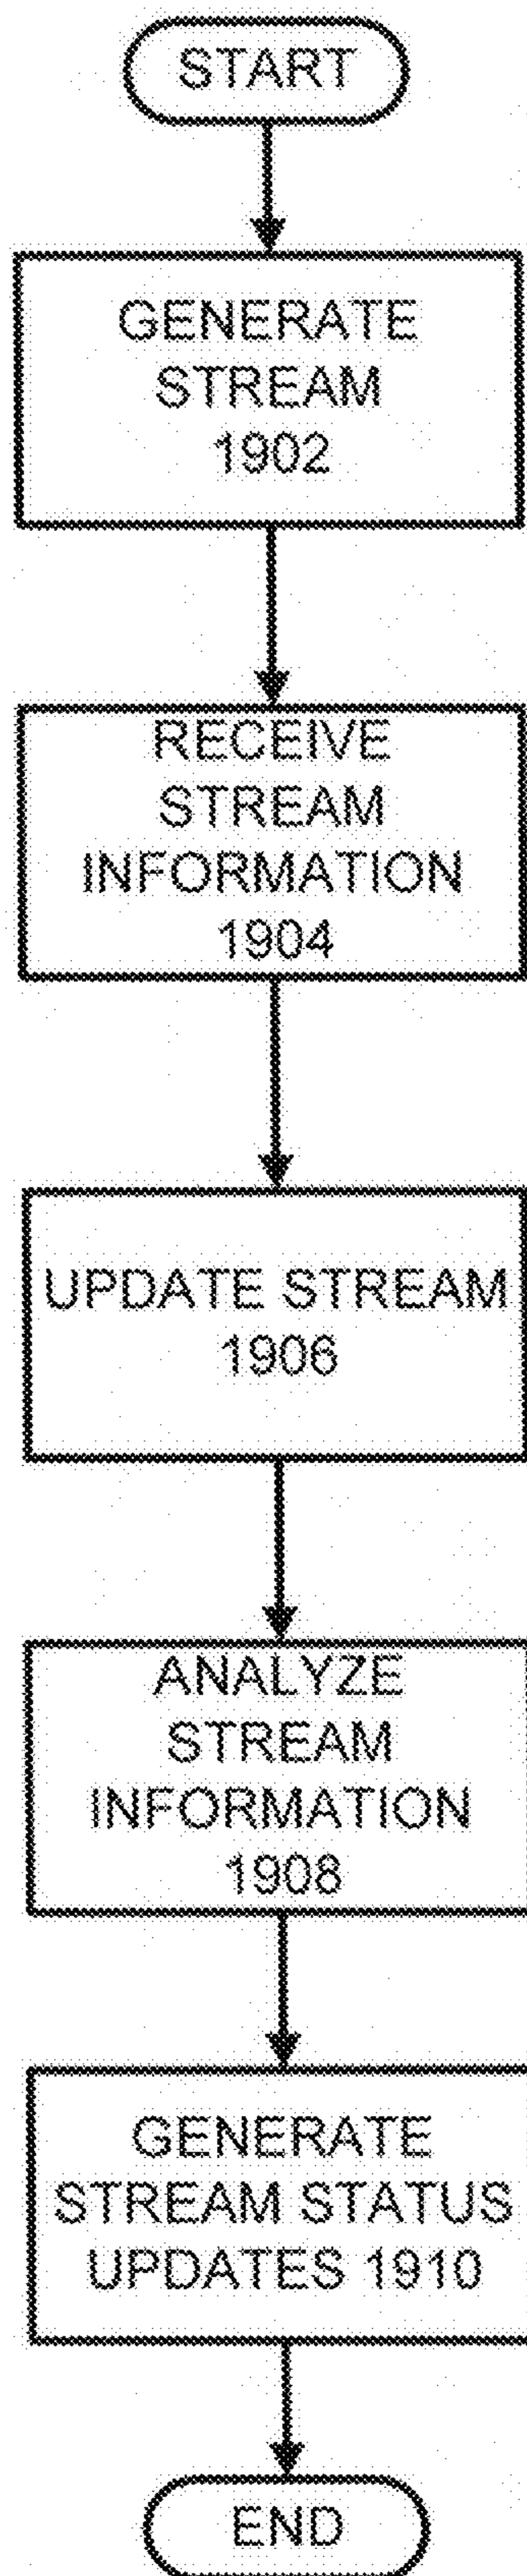 START
GENERATE
STREAM
1902
RECEIVE
STREAM
INFORMATION
1904
UPDATE STREAM
1906
ANALYZE
STREAM
INFORMATION
1908
GENERATE
STREAM STATUS
UPDATES 1910
END